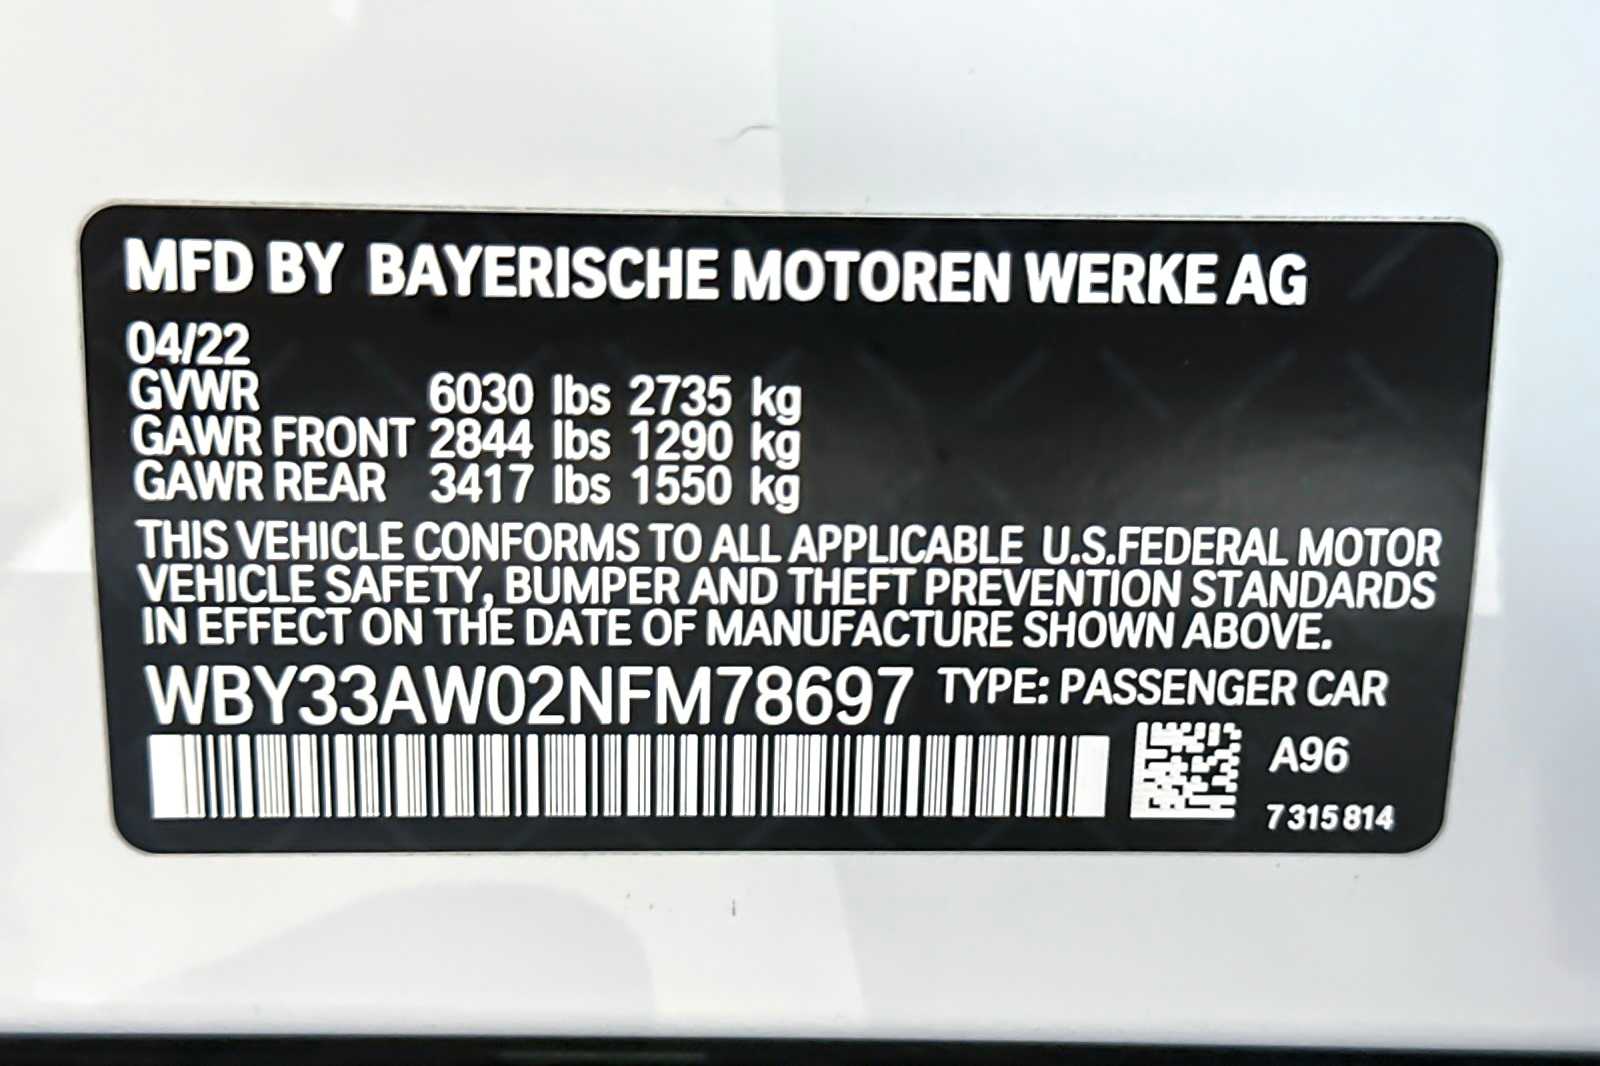 MFD BY BAYERISCHE MOTOREN WERKE AG
04/22
GVWR 6030 lbs 2735 kg
GAWR FRONT 2844 lbs 1290 kg
GAWR REAR 3417 lbs 1550 kg
THIS VEHICLE CONFORMS TO ALL APPLICABLE U.S.FEDERAL MOTOR
VEHICLE SAFETY, BUMPER AND THEFT PREVENTION STANDARDS
IN EFFECT ON THE DATE OF MANUFACTURE SHOWN ABOVE.
WBY33AW02NFM78697 TYPE: PASSENGER CAR
A96
7 315 814